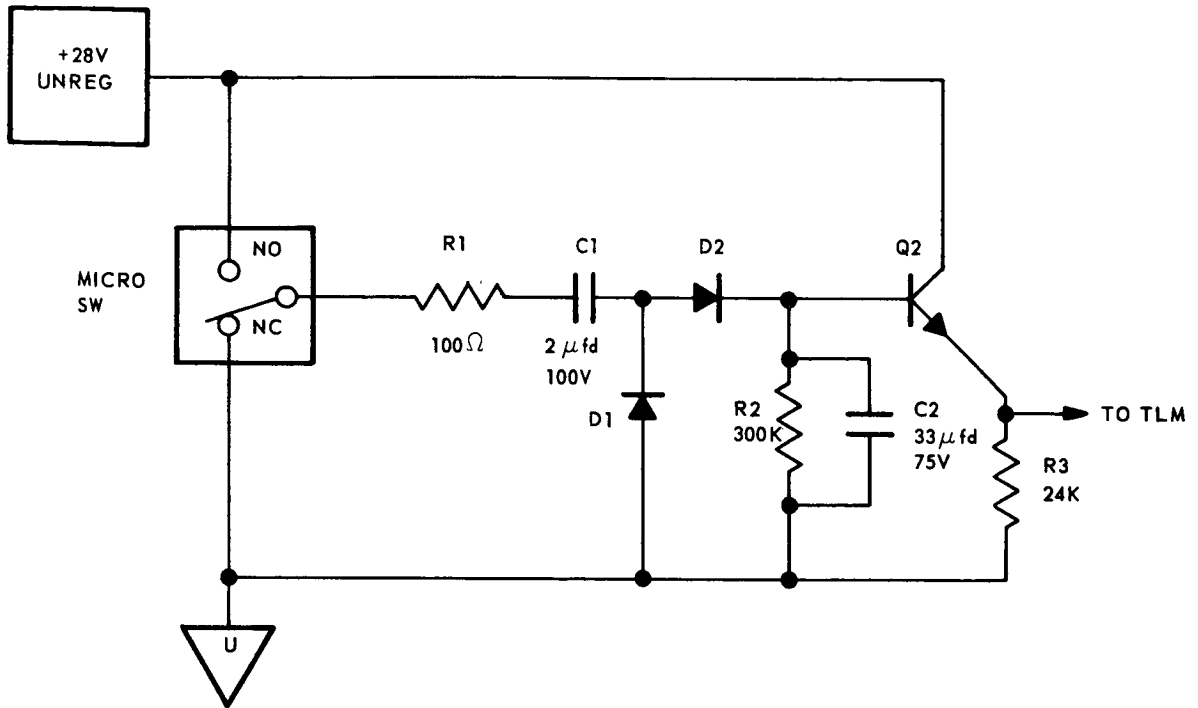 +28V
UNREG
NO
MICRO
SW
NC
R1
100Ω
C1
2 μfd
100V
D2
Q2
D1
R2
300K
C2
33 μfd
75V
TO TLM
R3
24K
U